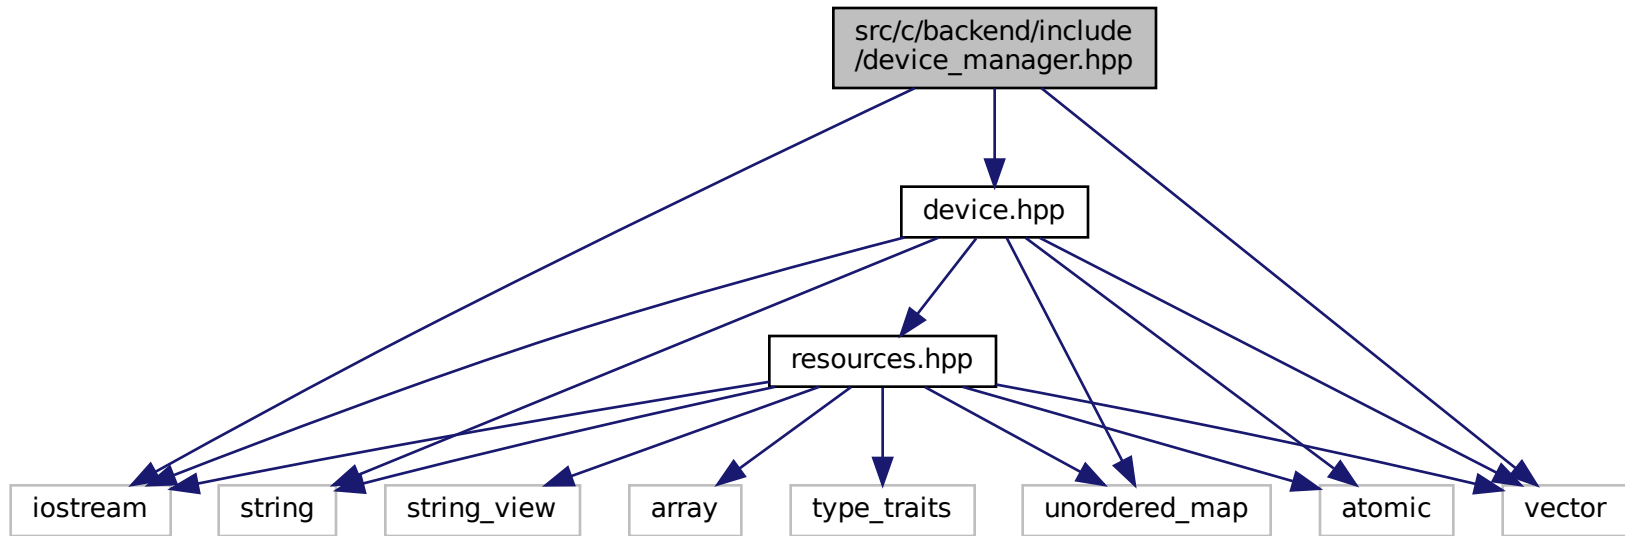 src/c/backend/include
/device_manager.hpp
device.hpp
resources.hpp
iostream
string
string_view
array
type_traits
unordered_map
atomic
vector